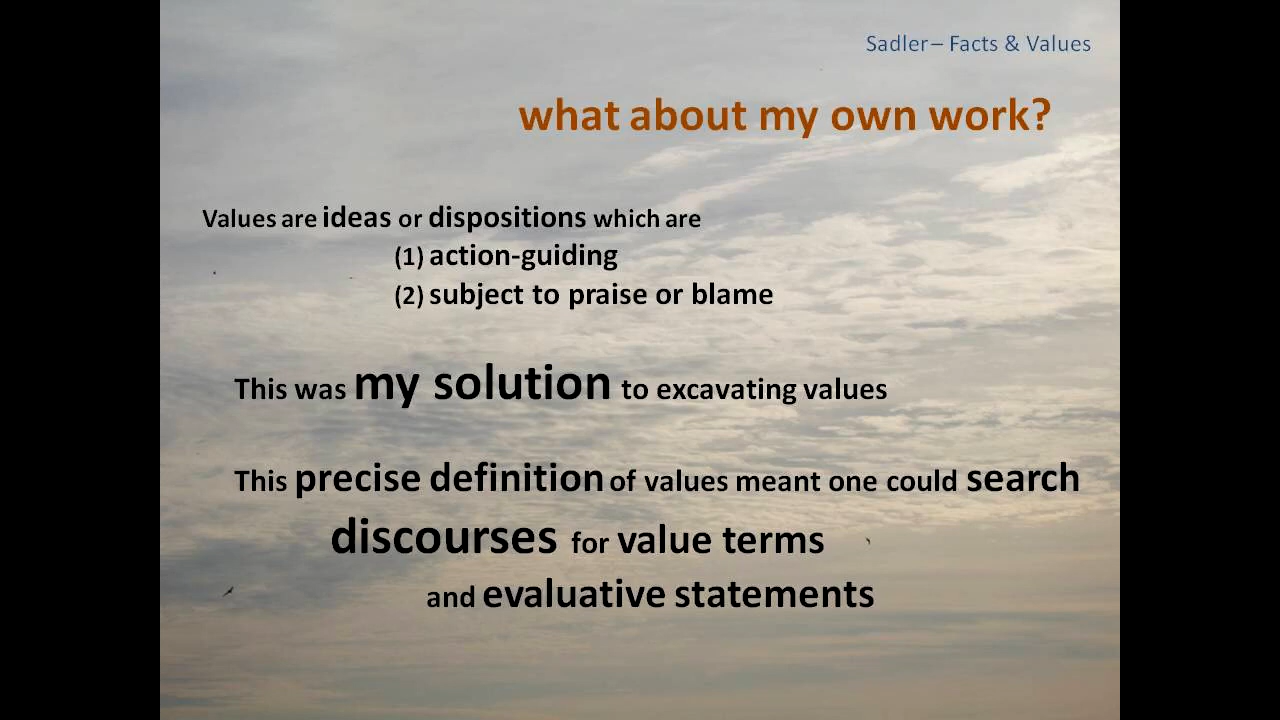 Sadler – Facts & Values
what about my own work?
Values are ideas or dispositions which are
(1) action-guiding
(2) subject to praise or blame
This was my solution to excavating values
This precise definition of values meant one could search
discourses for value terms
and evaluative statements